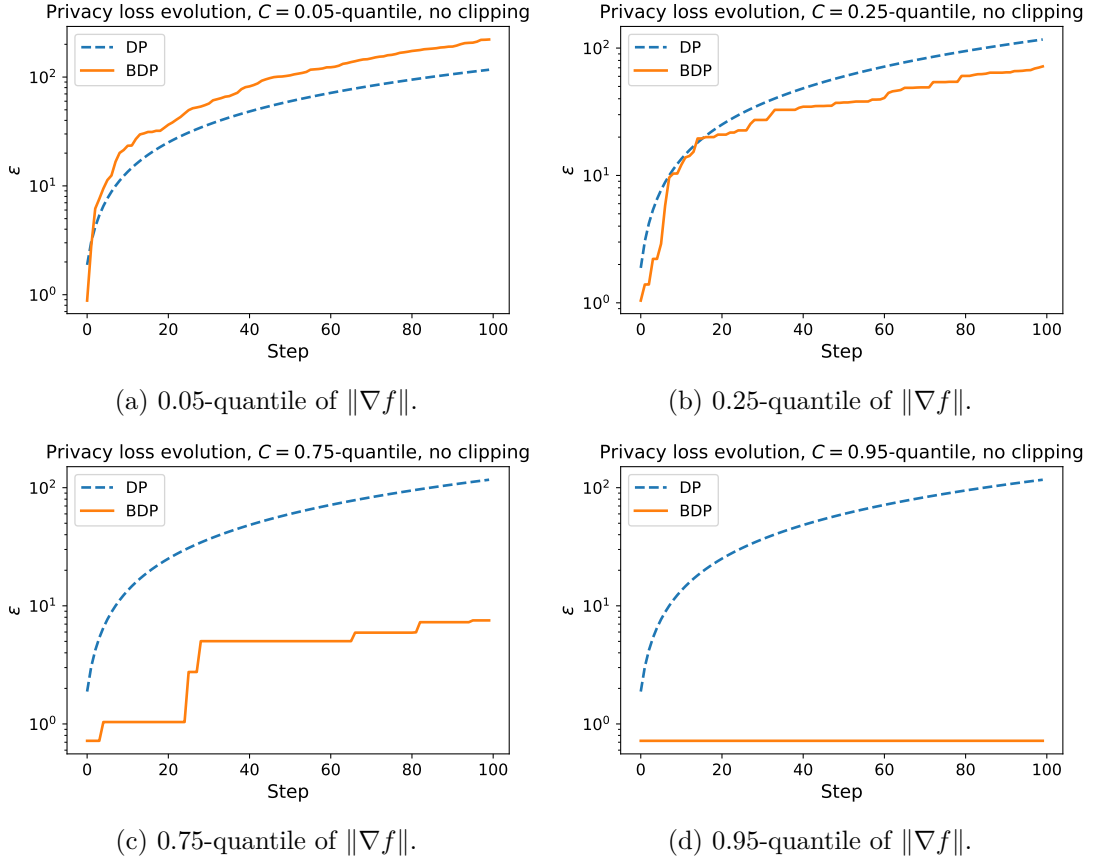 Privacy loss evolution, C = 0.05-quantile, no clipping
DP
BDP
10²
10¹
10⁰
ε
0 20 40 60 80 100
Step
(a) 0.05-quantile of ‖∇f‖.
Privacy loss evolution, C = 0.25-quantile, no clipping
DP
BDP
10²
10¹
10⁰
ε
0 20 40 60 80 100
Step
(b) 0.25-quantile of ‖∇f‖.
Privacy loss evolution, C = 0.75-quantile, no clipping
DP
BDP
10²
10¹
10⁰
ε
0 20 40 60 80 100
Step
(c) 0.75-quantile of ‖∇f‖.
Privacy loss evolution, C = 0.95-quantile, no clipping
DP
BDP
10²
10¹
10⁰
ε
0 20 40 60 80 100
Step
(d) 0.95-quantile of ‖∇f‖.